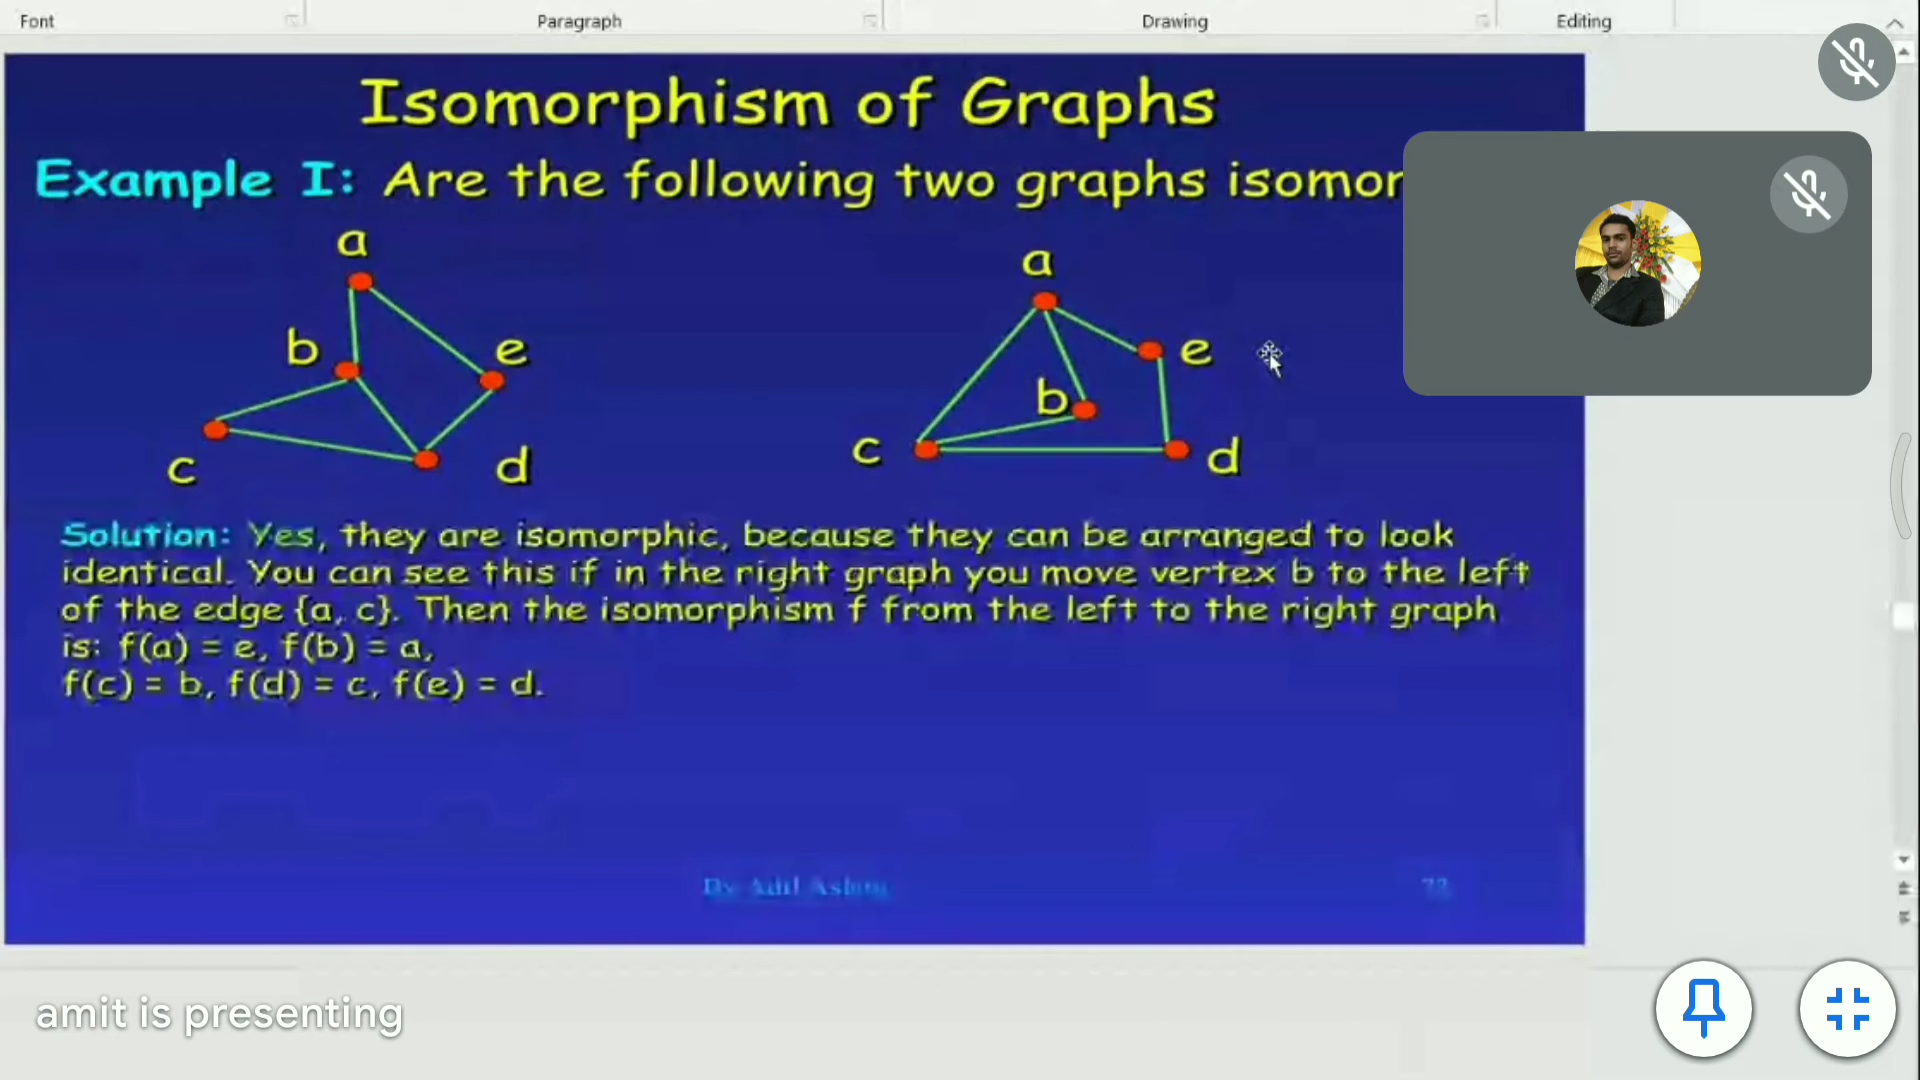 Font Paragraph Drawing Editing
Isomorphism of Graphs
Example I: Are the following two graphs isomor
a
b
e
c
d
a
e
b
c
d
Solution: Yes, they are isomorphic, because they can be arranged to look
identical. You can see this if in the right graph you move vertex b to the left
of the edge {a, c}. Then the isomorphism f from the left to the right graph
is: f(a) = e, f(b) = a,
f(c) = b, f(d) = c, f(e) = d.
amit is presenting